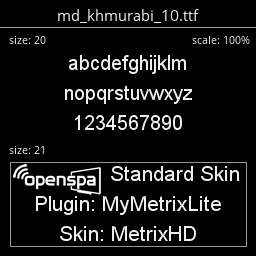 md_khmurabi_10.ttf
size: 20 scale: 100%
abcdefghijklm
nopqrstuvwxyz
1234567890
size: 21
openspa Standard Skin
Plugin: MyMetrixLite
Skin: MetrixHD